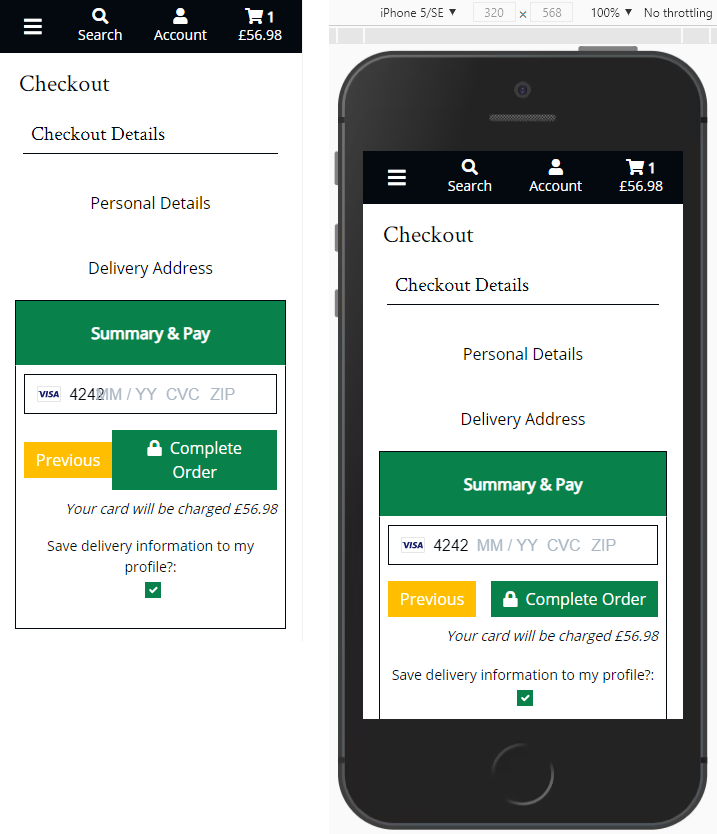 1
Search Account £56.98
Checkout
Checkout Details
Personal Details
Delivery Address
Summary & Pay
VISA 4242 MM / YY CVC ZIP
Previous
Complete
Order
Your card will be charged £56.98
Save delivery information to my
profile?:
iPhone 5/SE ▼ 320 × 568 100% ▼ No throttling
1
Search Account £56.98
Checkout
Checkout Details
Personal Details
Delivery Address
Summary & Pay
VISA 4242 MM / YY CVC ZIP
Previous Complete Order
Your card will be charged £56.98
Save delivery information to my profile?: